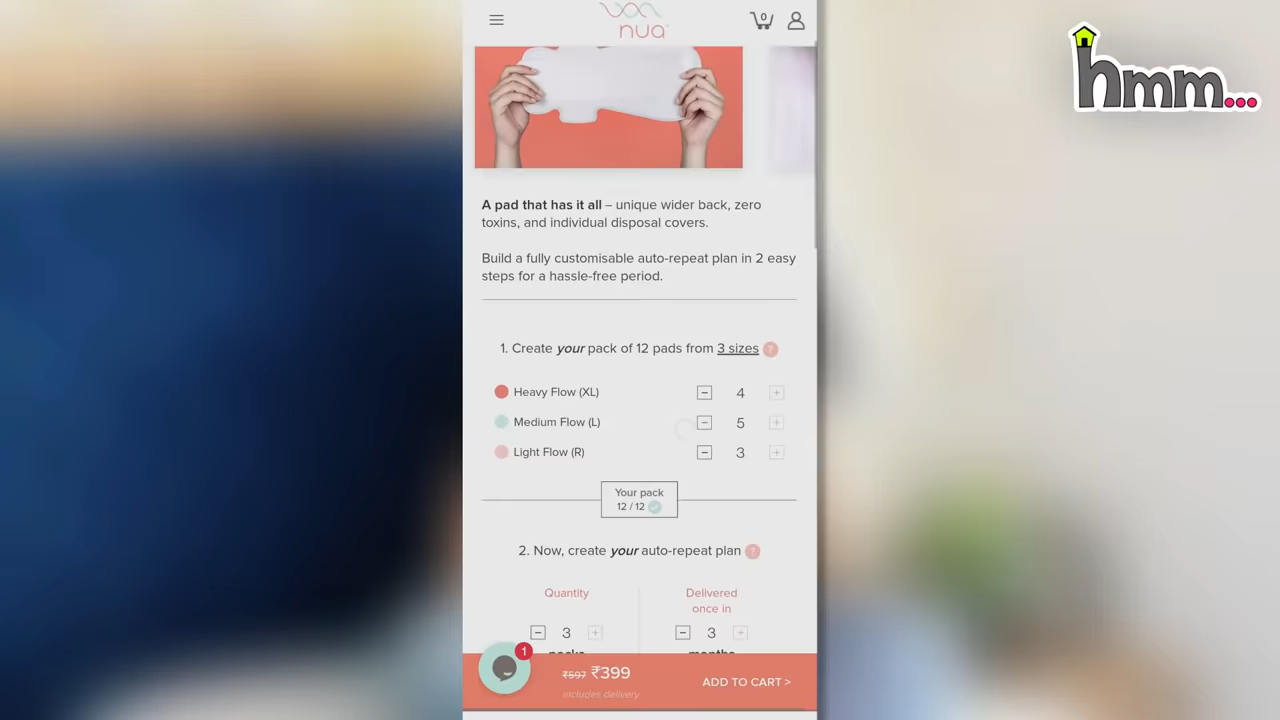 nua
0
hmm...
A pad that has it all – unique wider back, zero
toxins, and individual disposal covers.
Build a fully customisable auto-repeat plan in 2 easy
steps for a hassle-free period.
1. Create your pack of 12 pads from 3 sizes ?
Heavy Flow (XL) − 4 +
Medium Flow (L) − 5 +
Light Flow (R) − 3 +
Your pack
12 / 12
2. Now, create your auto-repeat plan ?
Quantity
Delivered
once in
− 3 +
− 3 +
packs
months
1
₹597 ₹399
includes delivery
ADD TO CART >